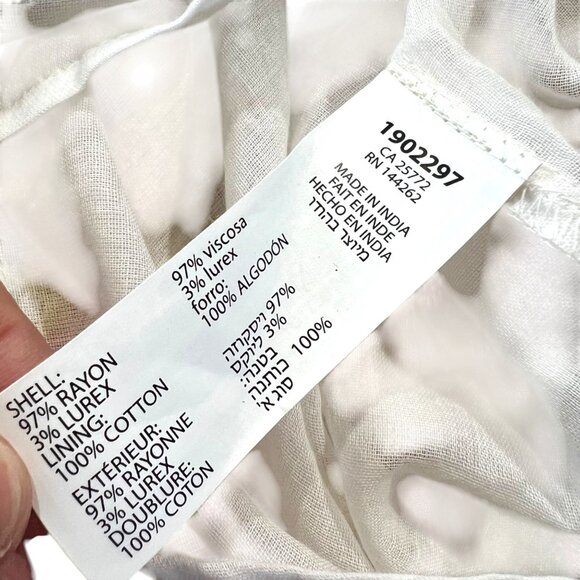 1902297
CA 25772
RN 144262
MADE IN INDIA
FAIT EN INDE
HECHO EN INDIA
מיוצר בהודו
97% viscosa
3% lurex
forro:
100% ALGODÓN
97% ויסקוזה
3% לורקס
בטנה:
100% כותנה
סוג א'
SHELL:
97% RAYON
3% LUREX
LINING:
100% COTTON
EXTÉRIEUR:
97% RAYONNE
3% LUREX
DOUBLURE:
100% COTON